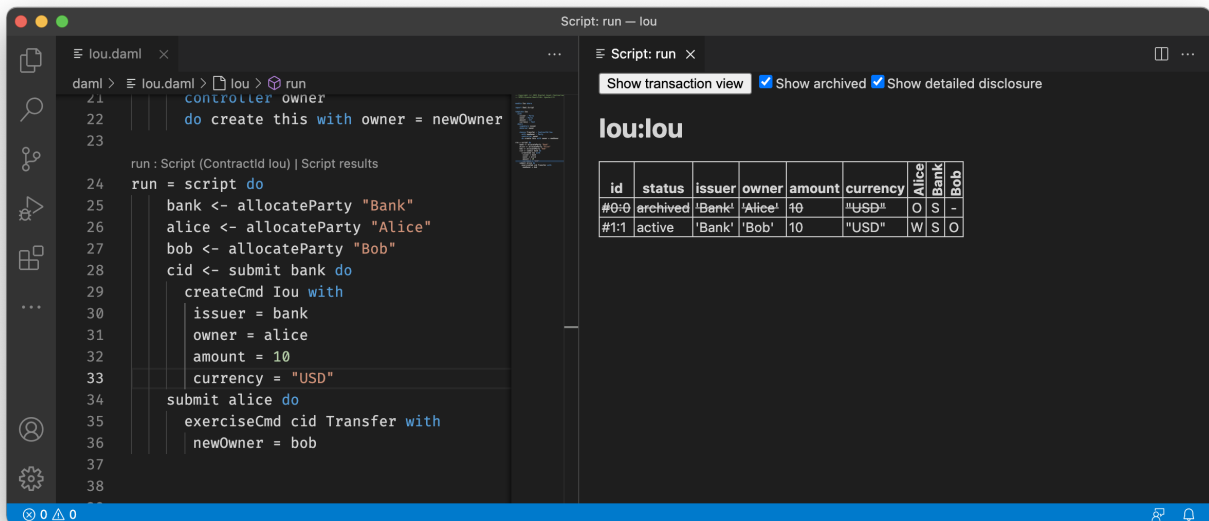 Script: run — Iou
Iou.daml
daml > Iou.daml > Iou > run
21 controller owner
22 do create this with owner = newOwner
23
run : Script (ContractId Iou) | Script results
24 run = script do
25 bank <- allocateParty "Bank"
26 alice <- allocateParty "Alice"
27 bob <- allocateParty "Bob"
28 cid <- submit bank do
29 createCmd Iou with
30 issuer = bank
31 owner = alice
32 amount = 10
33 currency = "USD"
34 submit alice do
35 exerciseCmd cid Transfer with
36 newOwner = bob
37
38
0 0
Script: run
Show transaction view Show archived Show detailed disclosure
Iou:Iou
id status issuer owner amount currency Alice Bank Bob
#0:0 archived 'Bank' 'Alice' 10 "USD" O S -
#1:1 active 'Bank' 'Bob' 10 "USD" W S O